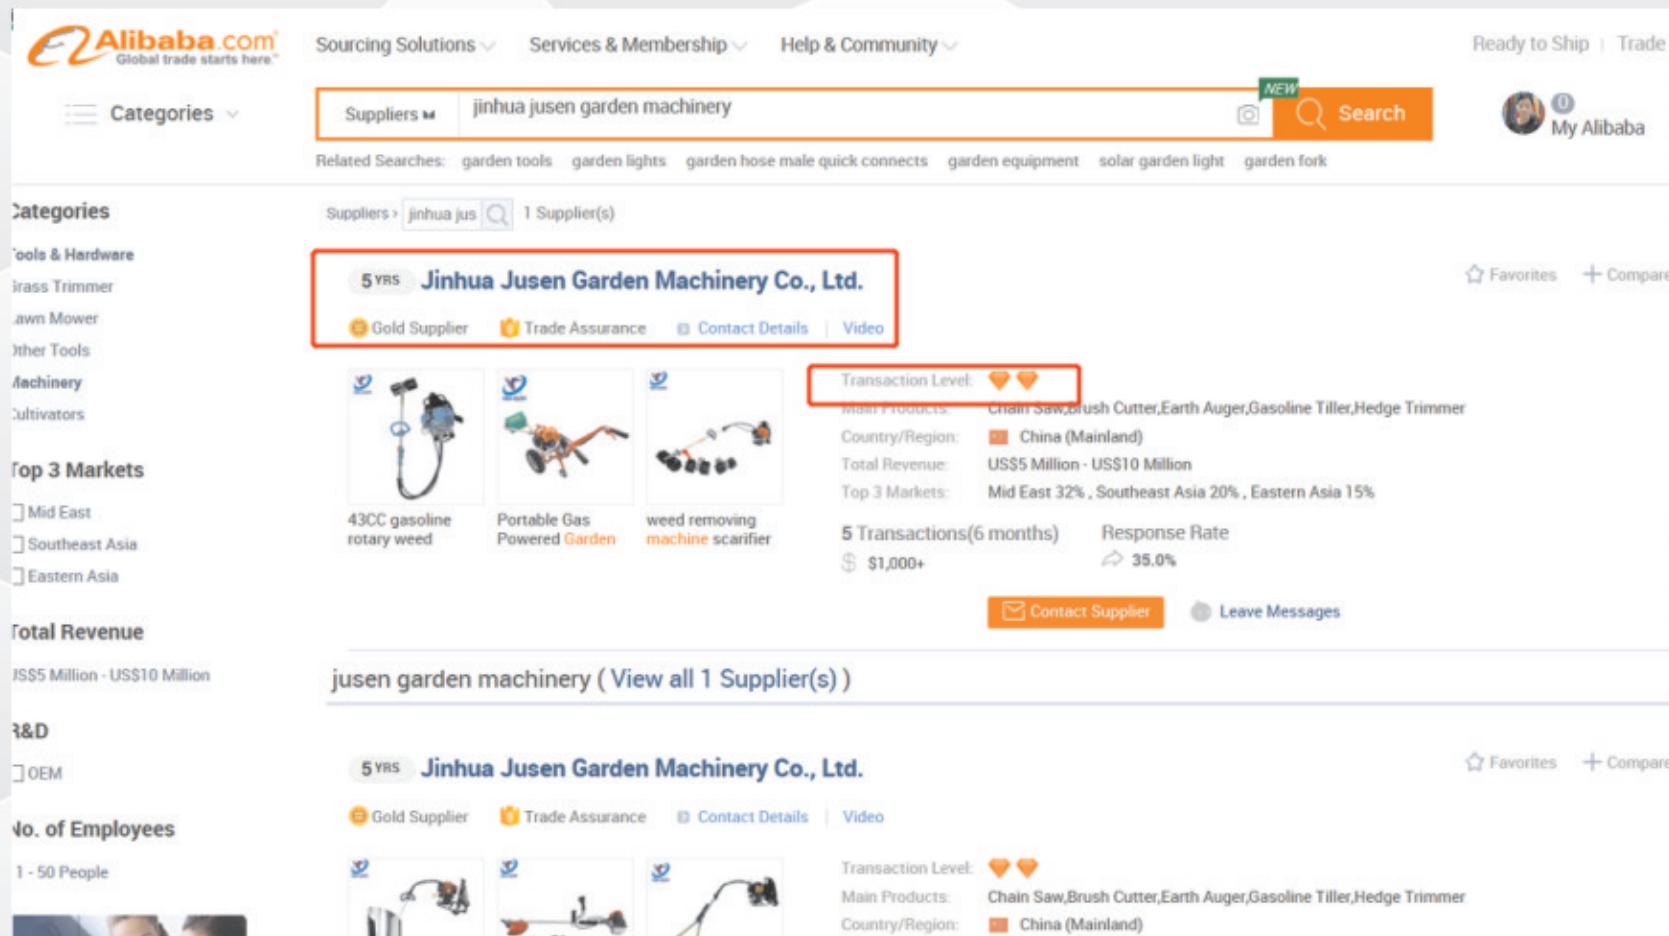 Alibaba.com
Global trade starts here.
Sourcing Solutions
Services & Membership
Help & Community
Ready to Ship
Trade
Categories
Suppliers
jinhua jusen garden machinery
NEW
Search
0
My Alibaba
Related Searches: garden tools garden lights garden hose male quick connects garden equipment solar garden light garden fork
Categories
Tools & Hardware
Grass Trimmer
Lawn Mower
Other Tools
Machinery
Cultivators
Top 3 Markets
Mid East
Southeast Asia
Eastern Asia
Total Revenue
US$5 Million - US$10 Million
R&D
OEM
No. of Employees
1 - 50 People
Suppliers › jinhua jus 1 Supplier(s)
5 YRS Jinhua Jusen Garden Machinery Co., Ltd.
Favorites
Compare
Gold Supplier Trade Assurance Contact Details Video
43CC gasoline
rotary weed
Portable Gas
Powered Garden
weed removing
machine scarifier
Transaction Level:
Main Products: Chain Saw,Brush Cutter,Earth Auger,Gasoline Tiller,Hedge Trimmer
Country/Region: China (Mainland)
Total Revenue: US$5 Million - US$10 Million
Top 3 Markets: Mid East 32% , Southeast Asia 20% , Eastern Asia 15%
5 Transactions(6 months) Response Rate
$ $1,000+ 35.0%
Contact Supplier
Leave Messages
jusen garden machinery ( View all 1 Supplier(s) )
5 YRS Jinhua Jusen Garden Machinery Co., Ltd.
Favorites
Compare
Gold Supplier Trade Assurance Contact Details Video
Transaction Level:
Main Products: Chain Saw,Brush Cutter,Earth Auger,Gasoline Tiller,Hedge Trimmer
Country/Region: China (Mainland)